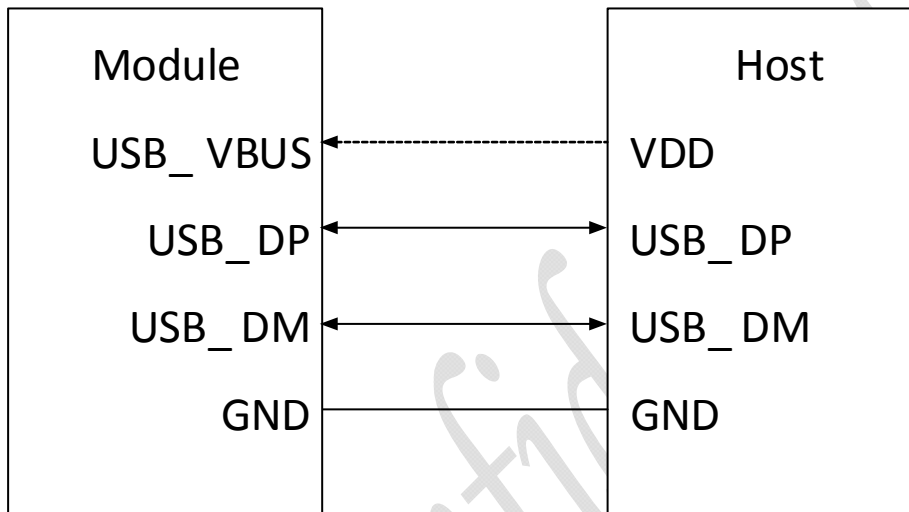 Module Host
USB_ VBUS VDD
USB_ DP USB_ DP
USB_ DM USB_ DM
GND GND